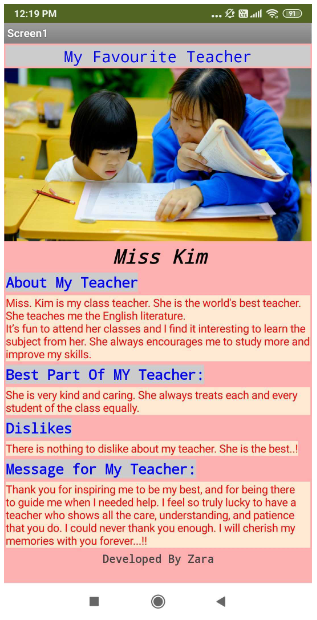 12:19 PM
91
Screen1
My Favourite Teacher
Miss Kim
About My Teacher
Miss. Kim is my class teacher. She is the world's best teacher.
She teaches me the English literature.
It's fun to attend her classes and I find it interesting to learn the
subject from her. She always encourages me to study more and
improve my skills.
Best Part Of MY Teacher:
She is very kind and caring. She always treats each and every
student of the class equally.
Dislikes
There is nothing to dislike about my teacher. She is the best..!
Message for My Teacher:
Thank you for inspiring me to be my best, and for being there
to guide me when I needed help. I feel so truly lucky to have a
teacher who shows all the care, understanding, and patience
that you do. I could never thank you enough. I will cherish my
memories with you forever...!!
Developed By Zara